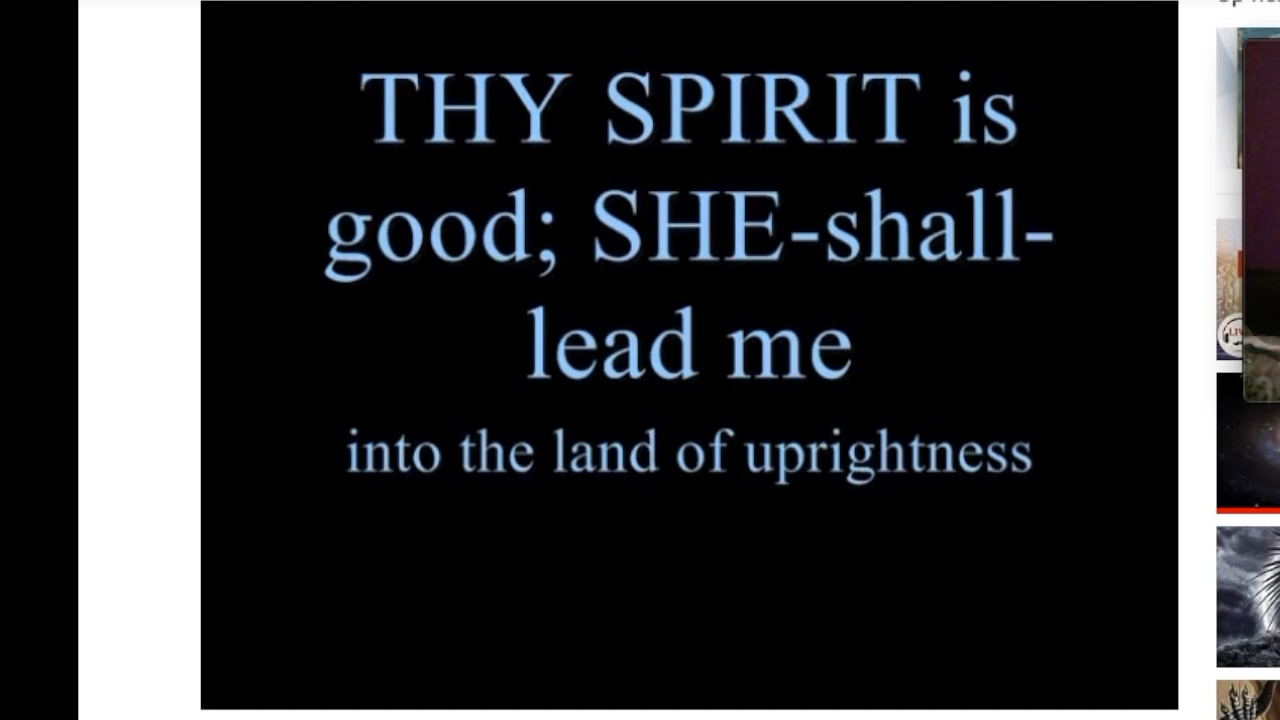 THY SPIRIT is
good; SHE-shall-
lead me
into the land of uprightness